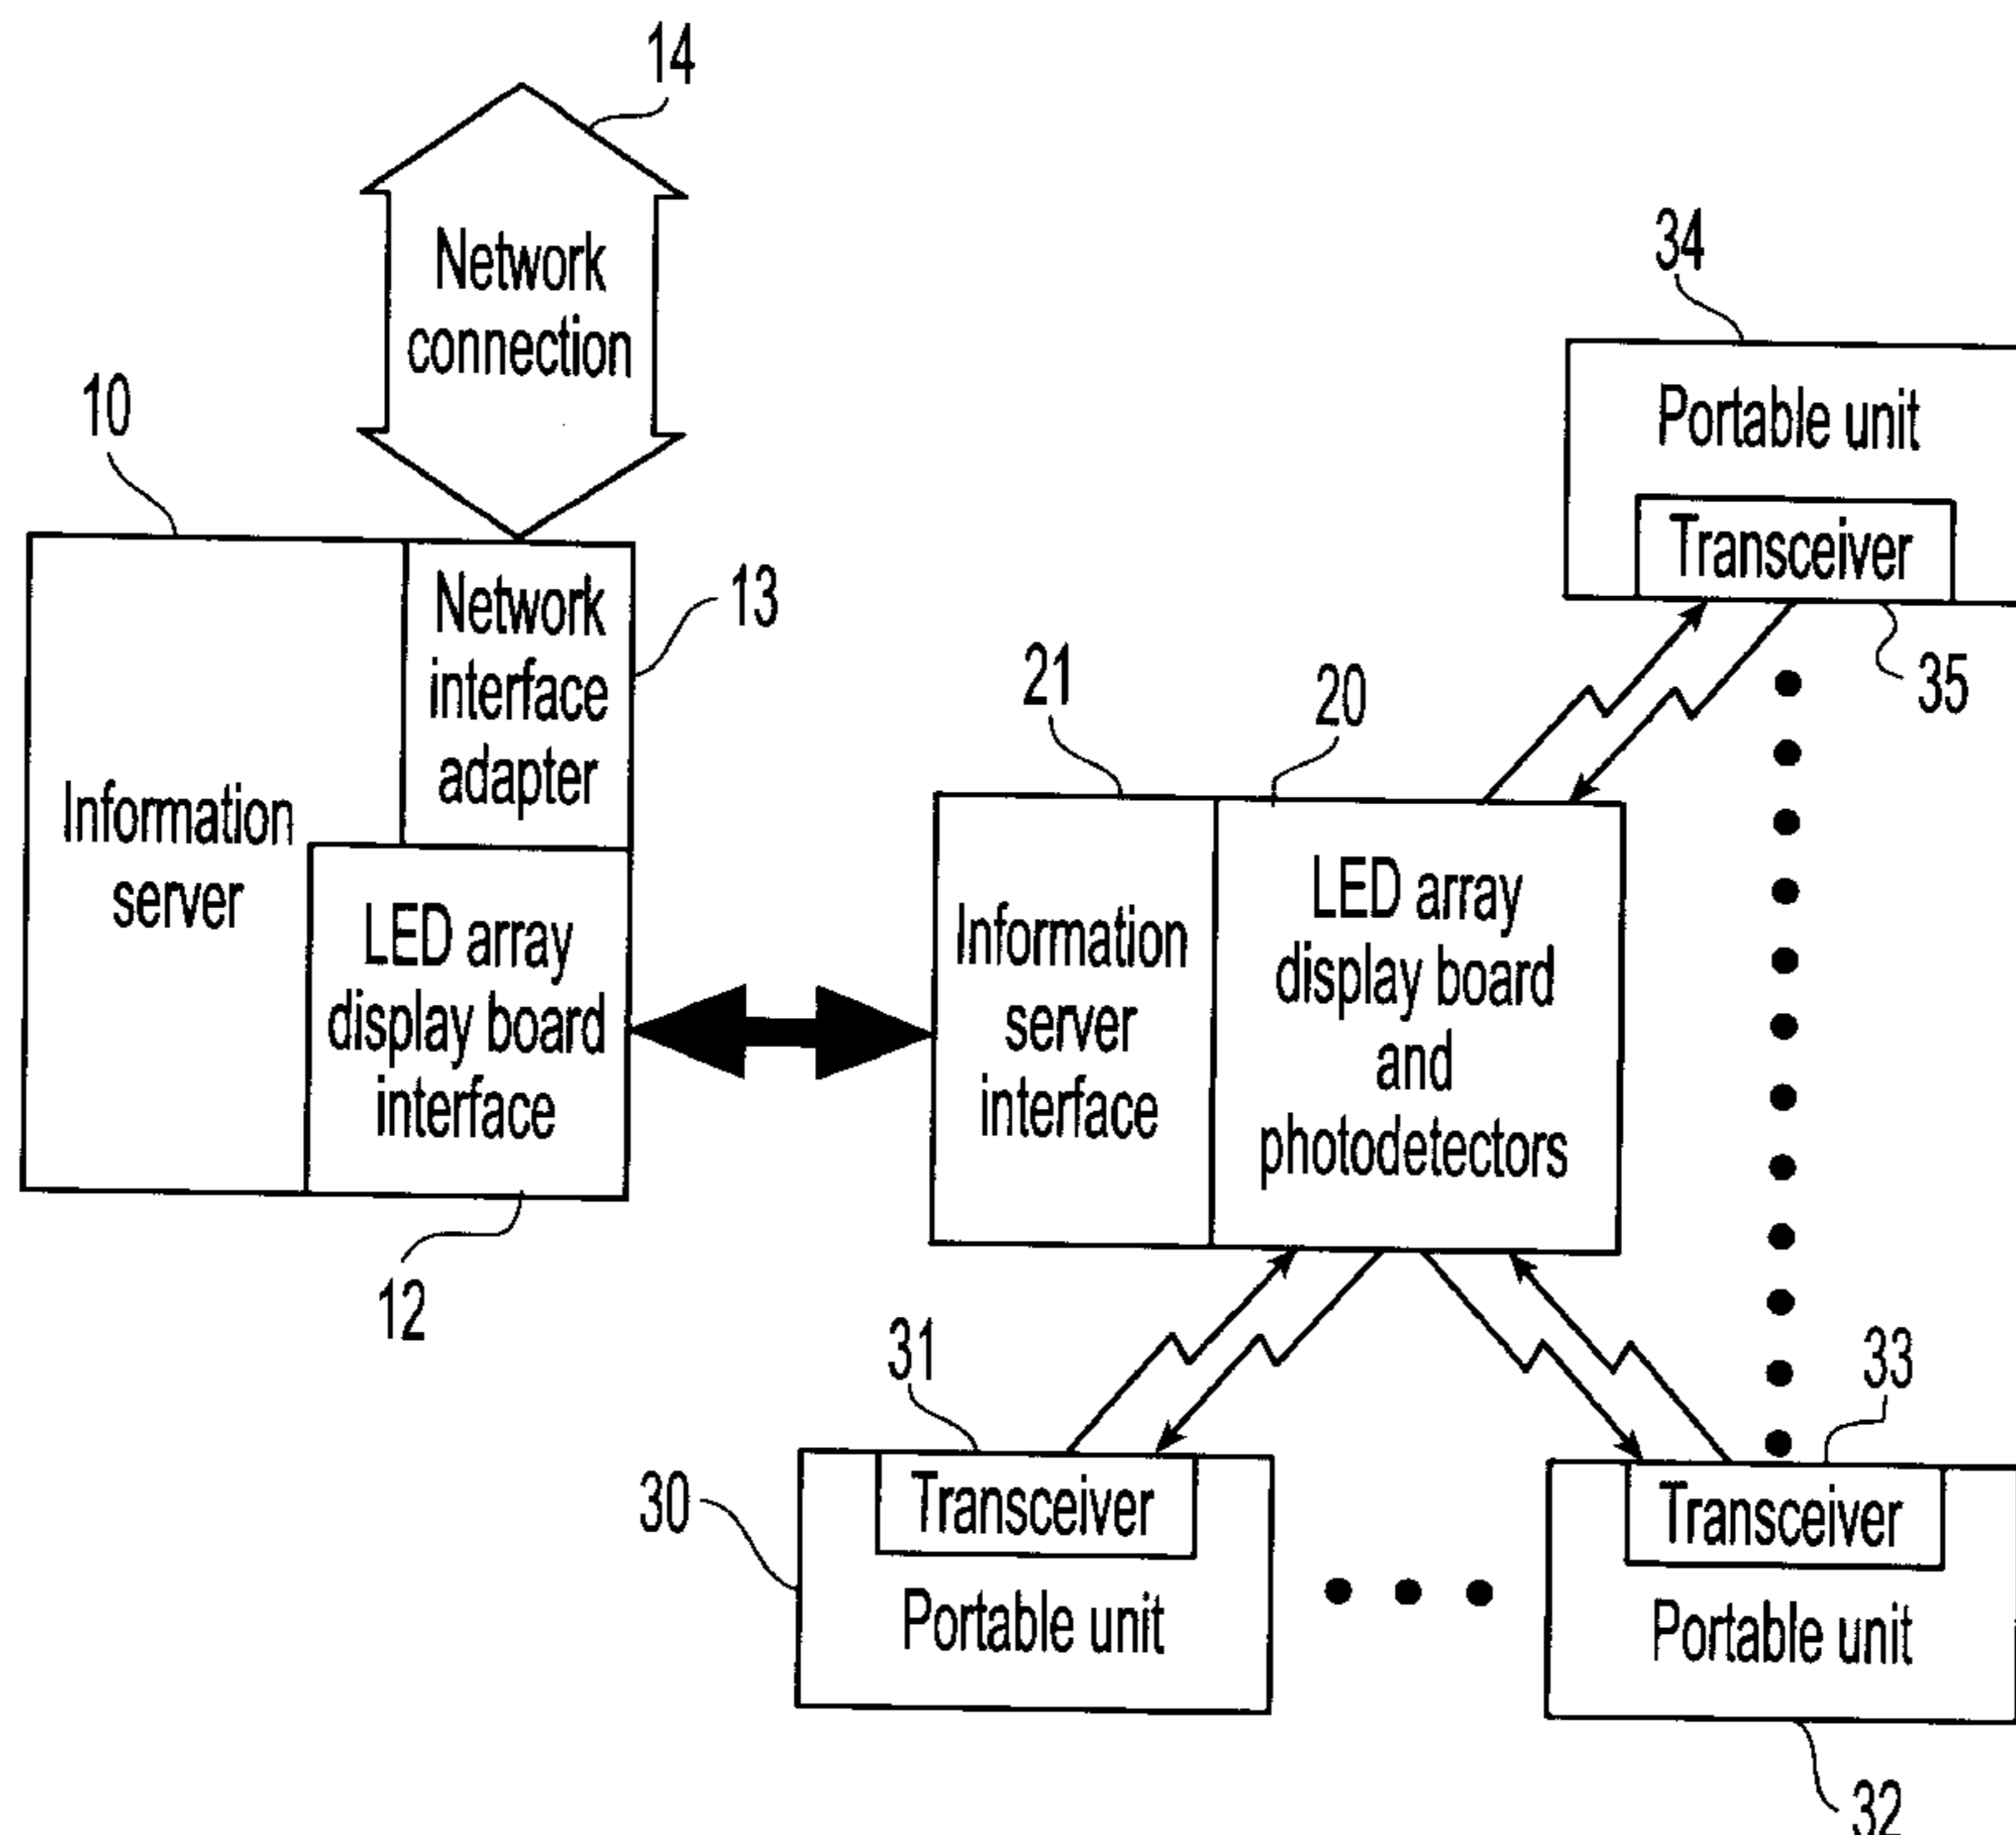 14
Network
connection
34
Portable unit
Transceiver
35
10
Information
server
Network
interface
adapter
13
LED array
display board
interface
12
21
20
Information
server
interface
LED array
display board
and
photodetectors
31
30
Transceiver
Portable unit
33
Transceiver
Portable unit
32